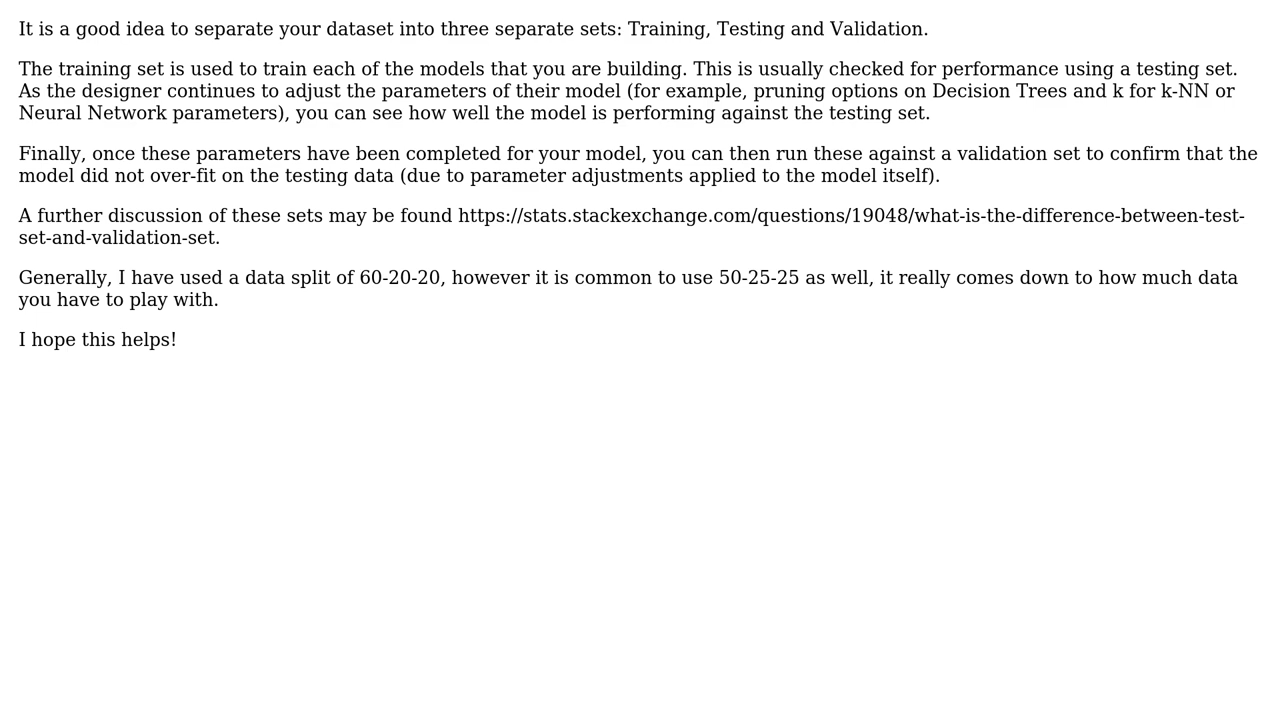 It is a good idea to separate your dataset into three separate sets: Training, Testing and Validation.
The training set is used to train each of the models that you are building. This is usually checked for performance using a testing set.
As the designer continues to adjust the parameters of their model (for example, pruning options on Decision Trees and k for k-NN or
Neural Network parameters), you can see how well the model is performing against the testing set.
Finally, once these parameters have been completed for your model, you can then run these against a validation set to confirm that the
model did not over-fit on the testing data (due to parameter adjustments applied to the model itself).
A further discussion of these sets may be found https://stats.stackexchange.com/questions/19048/what-is-the-difference-between-test-
set-and-validation-set.
Generally, I have used a data split of 60-20-20, however it is common to use 50-25-25 as well, it really comes down to how much data
you have to play with.
I hope this helps!